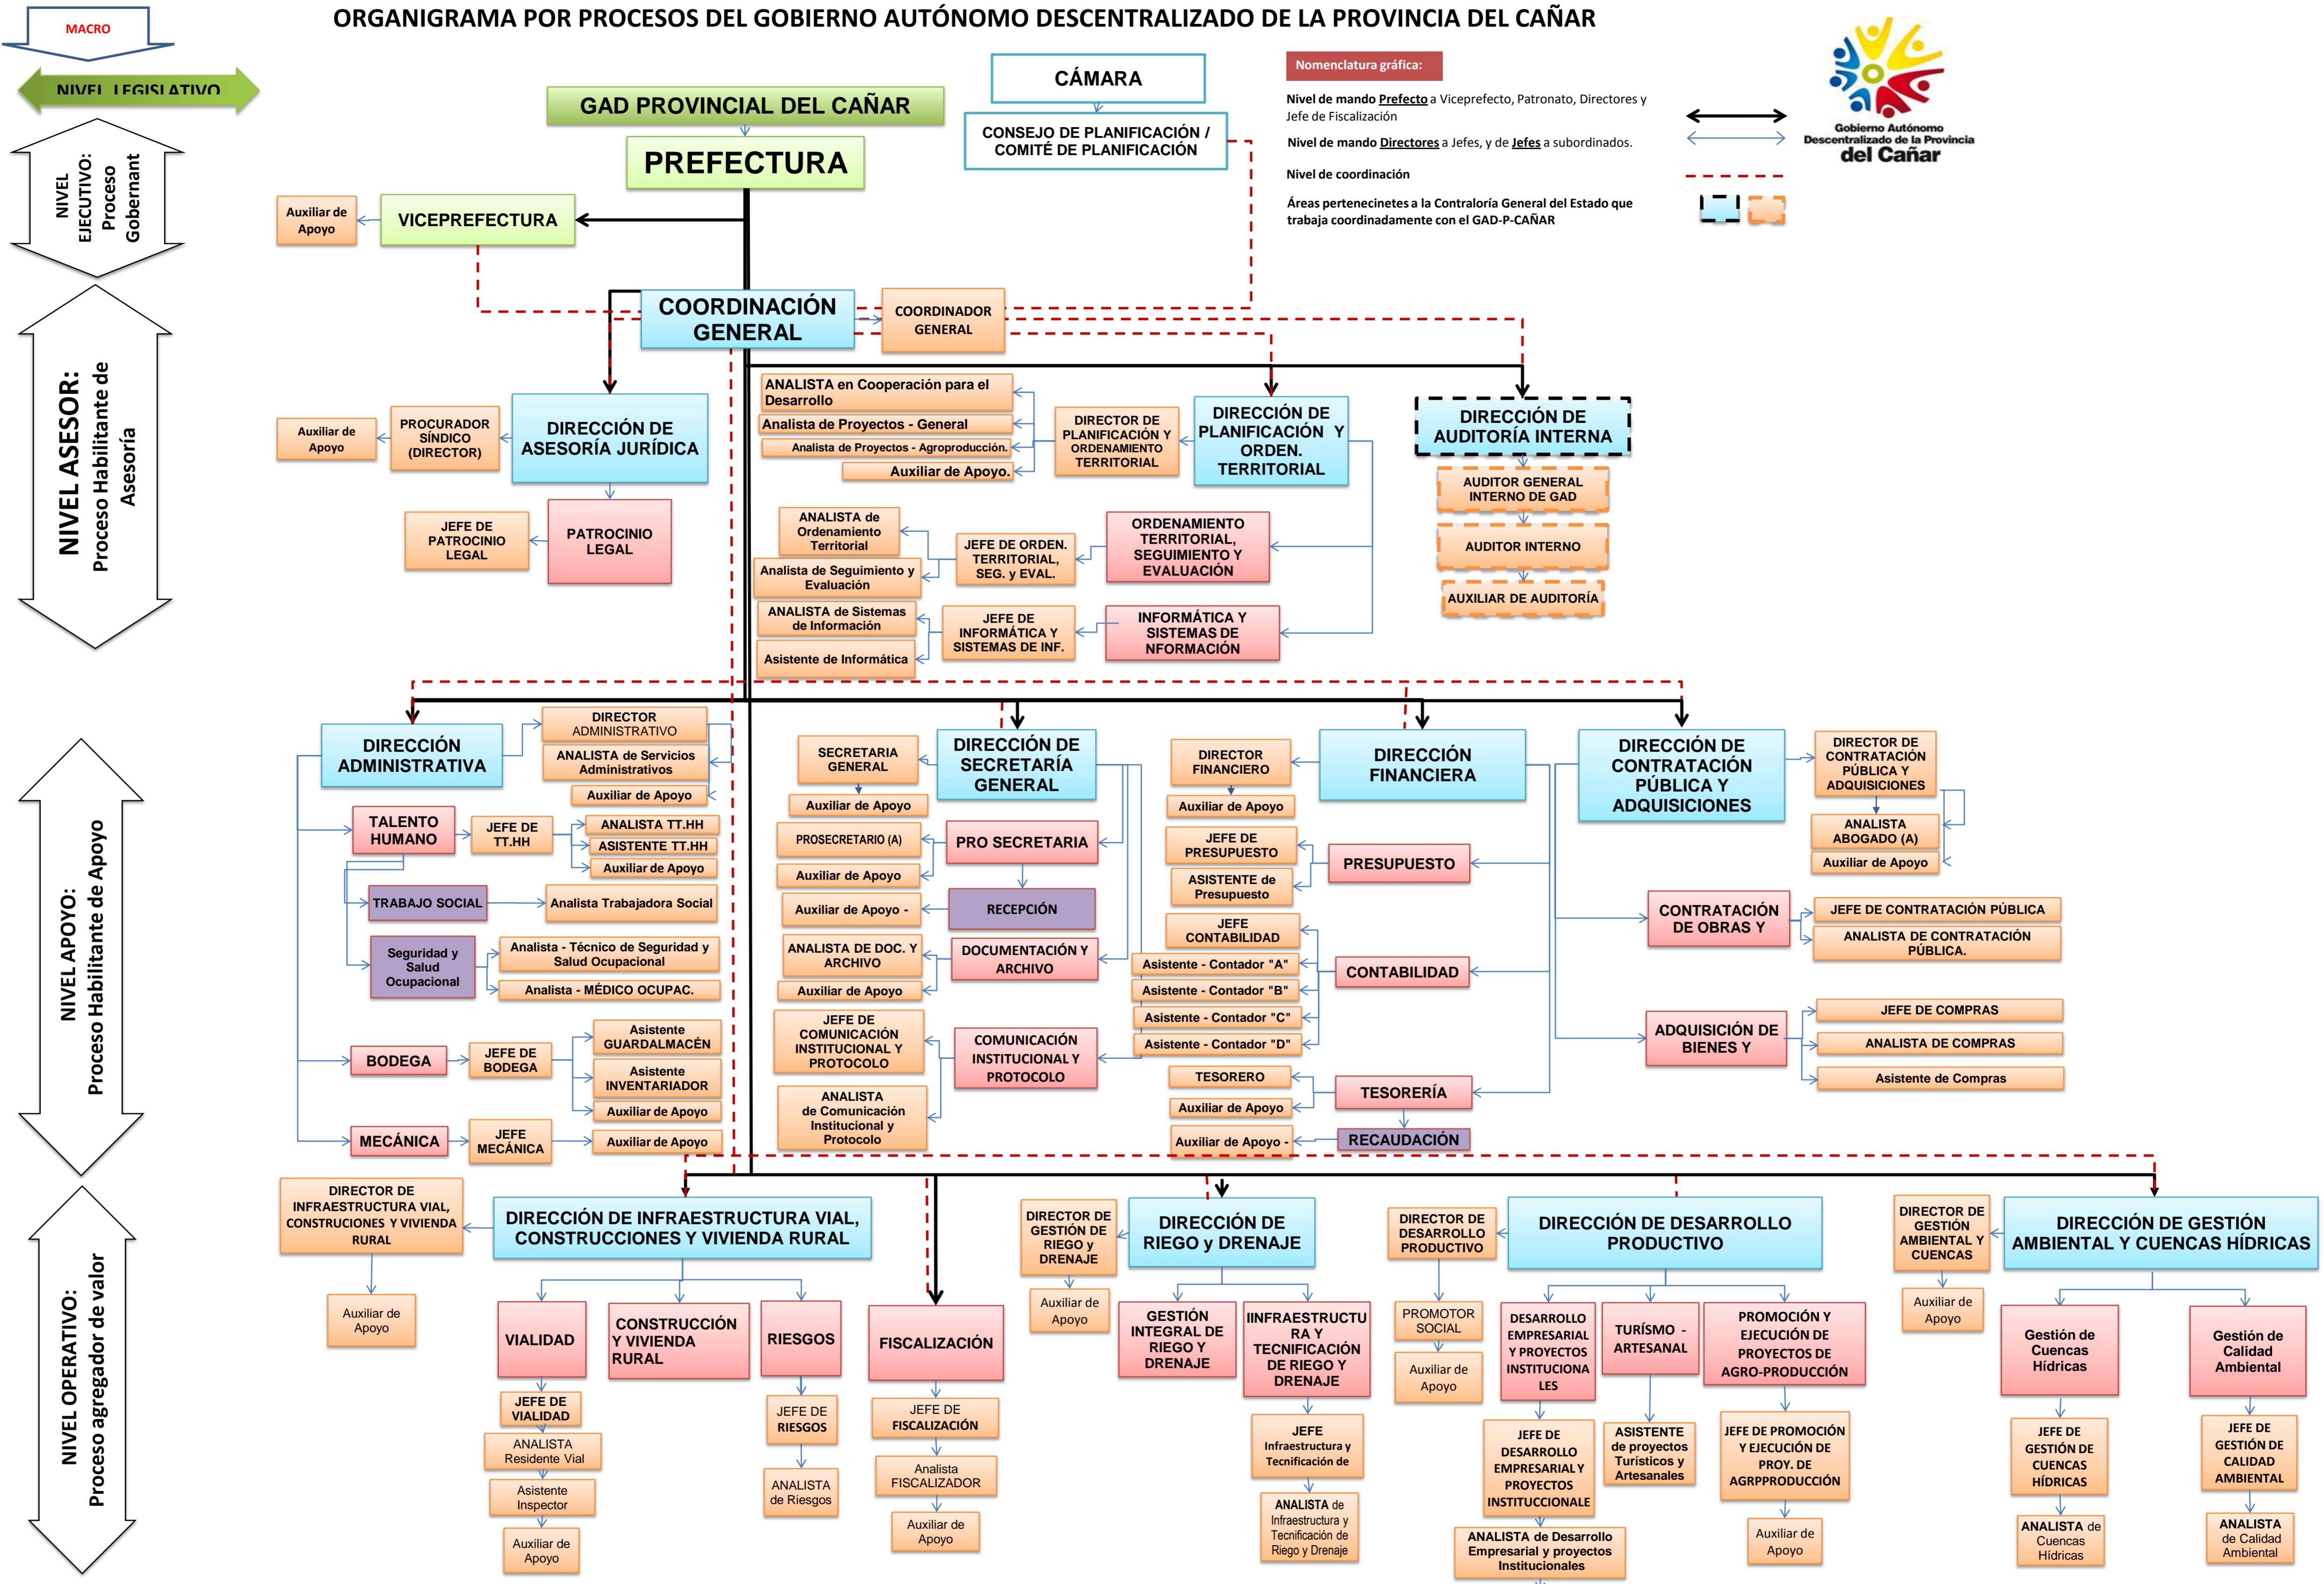 ORGANIGRAMA POR PROCESOS DEL GOBIERNO AUTÓNOMO DESCENTRALIZADO DE LA PROVINCIA DEL CAÑAR
MACRO
NIVEL LEGISLATIVO
NIVEL
EJECUTIVO:
Proceso
Gobernant
GAD PROVINCIAL DEL CAÑAR
PREFECTURA
CÁMARA
CONSEJO DE PLANIFICACIÓN /
COMITÉ DE PLANIFICACIÓN
Nomenclatura gráfica:
Nivel de mando Prefecto a Viceprefecto, Patronato, Directores y
Jefe de Fiscalización
Nivel de mando Directores a Jefes, y de Jefes a subordinados.
Nivel de coordinación
Áreas pertenecinetes a la Contraloría General del Estado que
trabaja coordinadamente con el GAD-P-CAÑAR
Gobierno Autónomo
Descentralizado de la Provincia
del Cañar
Auxiliar de
Apoyo
VICEPREFECTURA
COORDINACIÓN
GENERAL
COORDINADOR
GENERAL
NIVEL ASESOR:
Proceso Habilitante de
Asesoría
Auxiliar de
Apoyo
PROCURADOR
SÍNDICO
(DIRECTOR)
DIRECCIÓN DE
ASESORÍA JURÍDICA
JEFE DE
PATROCINIO
LEGAL
PATROCINIO
LEGAL
ANALISTA en Cooperación para el
Desarrollo
Analista de Proyectos - General
Analista de Proyectos - Agroproducción.
Auxiliar de Apoyo.
DIRECTOR DE
PLANIFICACIÓN Y
ORDENAMIENTO
TERRITORIAL
DIRECCIÓN DE
PLANIFICACIÓN Y
ORDEN.
TERRITORIAL
DIRECCIÓN DE
AUDITORÍA INTERNA
AUDITOR GENERAL
INTERNO DE GAD
AUDITOR INTERNO
AUXILIAR DE AUDITORÍA
ANALISTA de
Ordenamiento
Territorial
Analista de Seguimiento y
Evaluación
JEFE DE ORDEN.
TERRITORIAL,
SEG. y EVAL.
ORDENAMIENTO
TERRITORIAL,
SEGUIMIENTO Y
EVALUACIÓN
ANALISTA de Sistemas
de Información
Asistente de Informática
JEFE DE
INFORMÁTICA Y
SISTEMAS DE INF.
INFORMÁTICA Y
SISTEMAS DE
NFORMACIÓN
NIVEL APOYO:
Proceso Habilitante de Apoyo
DIRECCIÓN
ADMINISTRATIVA
DIRECTOR
ADMINISTRATIVO
ANALISTA de Servicios
Administrativos
Auxiliar de Apoyo
TALENTO
HUMANO
JEFE DE
TT.HH
ANALISTA TT.HH
ASISTENTE TT.HH
Auxiliar de Apoyo
TRABAJO SOCIAL
Analista Trabajadora Social
Seguridad y
Salud
Ocupacional
Analista - Técnico de Seguridad y
Salud Ocupacional
Analista - MÉDICO OCUPAC.
BODEGA
JEFE DE
BODEGA
Asistente
GUARDALMACÉN
Asistente
INVENTARIADOR
Auxiliar de Apoyo
MECÁNICA
JEFE
MECÁNICA
Auxiliar de Apoyo
SECRETARIA
GENERAL
DIRECCIÓN DE
SECRETARÍA
GENERAL
Auxiliar de Apoyo
PROSECRETARIO (A)
PRO SECRETARIA
Auxiliar de Apoyo
Auxiliar de Apoyo -
RECEPCIÓN
ANALISTA DE DOC. Y
ARCHIVO
DOCUMENTACIÓN Y
ARCHIVO
Auxiliar de Apoyo
JEFE DE
COMUNICACIÓN
INSTITUCIONAL Y
PROTOCOLO
COMUNICACIÓN
INSTITUCIONAL Y
PROTOCOLO
ANALISTA
de Comunicación
Institucional y
Protocolo
DIRECTOR
FINANCIERO
DIRECCIÓN
FINANCIERA
Auxiliar de Apoyo
JEFE DE
PRESUPUESTO
PRESUPUESTO
ASISTENTE de
Presupuesto
JEFE
CONTABILIDAD
CONTABILIDAD
Asistente - Contador "A"
Asistente - Contador "B"
Asistente - Contador "C"
Asistente - Contador "D"
TESORERO
TESORERÍA
Auxiliar de Apoyo
Auxiliar de Apoyo -
RECAUDACIÓN
DIRECCIÓN DE
CONTRATACIÓN
PÚBLICA Y
ADQUISICIONES
DIRECTOR DE
CONTRATACIÓN
PÚBLICA Y
ADQUISICIONES
ANALISTA
ABOGADO (A)
Auxiliar de Apoyo
CONTRATACIÓN
DE OBRAS Y
JEFE DE CONTRATACIÓN PÚBLICA
ANALISTA DE CONTRATACIÓN
PÚBLICA.
ADQUISICIÓN DE
BIENES Y
JEFE DE COMPRAS
ANALISTA DE COMPRAS
Asistente de Compras
NIVEL OPERATIVO:
Proceso agregador de valor
DIRECTOR DE
INFRAESTRUCTURA VIAL,
CONSTRUCIONES Y VIVIENDA
RURAL
Auxiliar de
Apoyo
DIRECCIÓN DE INFRAESTRUCTURA VIAL,
CONSTRUCCIONES Y VIVIENDA RURAL
VIALIDAD
CONSTRUCCIÓN
Y VIVIENDA
RURAL
RIESGOS
JEFE DE
VIALIDAD
ANALISTA
Residente Vial
Asistente
Inspector
Auxiliar de
Apoyo
JEFE DE
RIESGOS
ANALISTA
de Riesgos
FISCALIZACIÓN
JEFE DE
FISCALIZACIÓN
Analista
FISCALIZADOR
Auxiliar de
Apoyo
DIRECTOR DE
GESTIÓN DE
RIEGO y
DRENAJE
Auxiliar de
Apoyo
DIRECCIÓN DE
RIEGO y DRENAJE
GESTIÓN
INTEGRAL DE
RIEGO Y
DRENAJE
IINFRAESTRUCTU
RA Y
TECNIFICACIÓN
DE RIEGO Y
DRENAJE
JEFE
Infraestructura y
Tecnificación de
ANALISTA de
Infraestructura y
Tecnificación de
Riego y Drenaje
DIRECTOR DE
DESARROLLO
PRODUCTIVO
PROMOTOR
SOCIAL
Auxiliar de
Apoyo
DIRECCIÓN DE DESARROLLO
PRODUCTIVO
DESARROLLO
EMPRESARIAL
Y PROYECTOS
INSTITUCIONA
LES
TURÍSMO -
ARTESANAL
PROMOCIÓN Y
EJECUCIÓN DE
PROYECTOS DE
AGRO-PRODUCCIÓN
JEFE DE
DESARROLLO
EMPRESARIAL Y
PROYECTOS
INSTITUCCIONALE
ANALISTA de Desarrollo
Empresarial y proyectos
Institucionales
ASISTENTE
de proyectos
Turísticos y
Artesanales
JEFE DE PROMOCIÓN
Y EJECUCIÓN DE
PROY. DE
AGRPPRODUCCIÓN
Auxiliar de
Apoyo
DIRECTOR DE
GESTIÓN
AMBIENTAL Y
CUENCAS
Auxiliar de
Apoyo
DIRECCIÓN DE GESTIÓN
AMBIENTAL Y CUENCAS HÍDRICAS
Gestión de
Cuencas
Hídricas
Gestión de
Calidad
Ambiental
JEFE DE
GESTIÓN DE
CUENCAS
HÍDRICAS
ANALISTA de
Cuencas
Hídricas
JEFE DE
GESTIÓN DE
CALIDAD
AMBIENTAL
ANALISTA
de Calidad
Ambiental